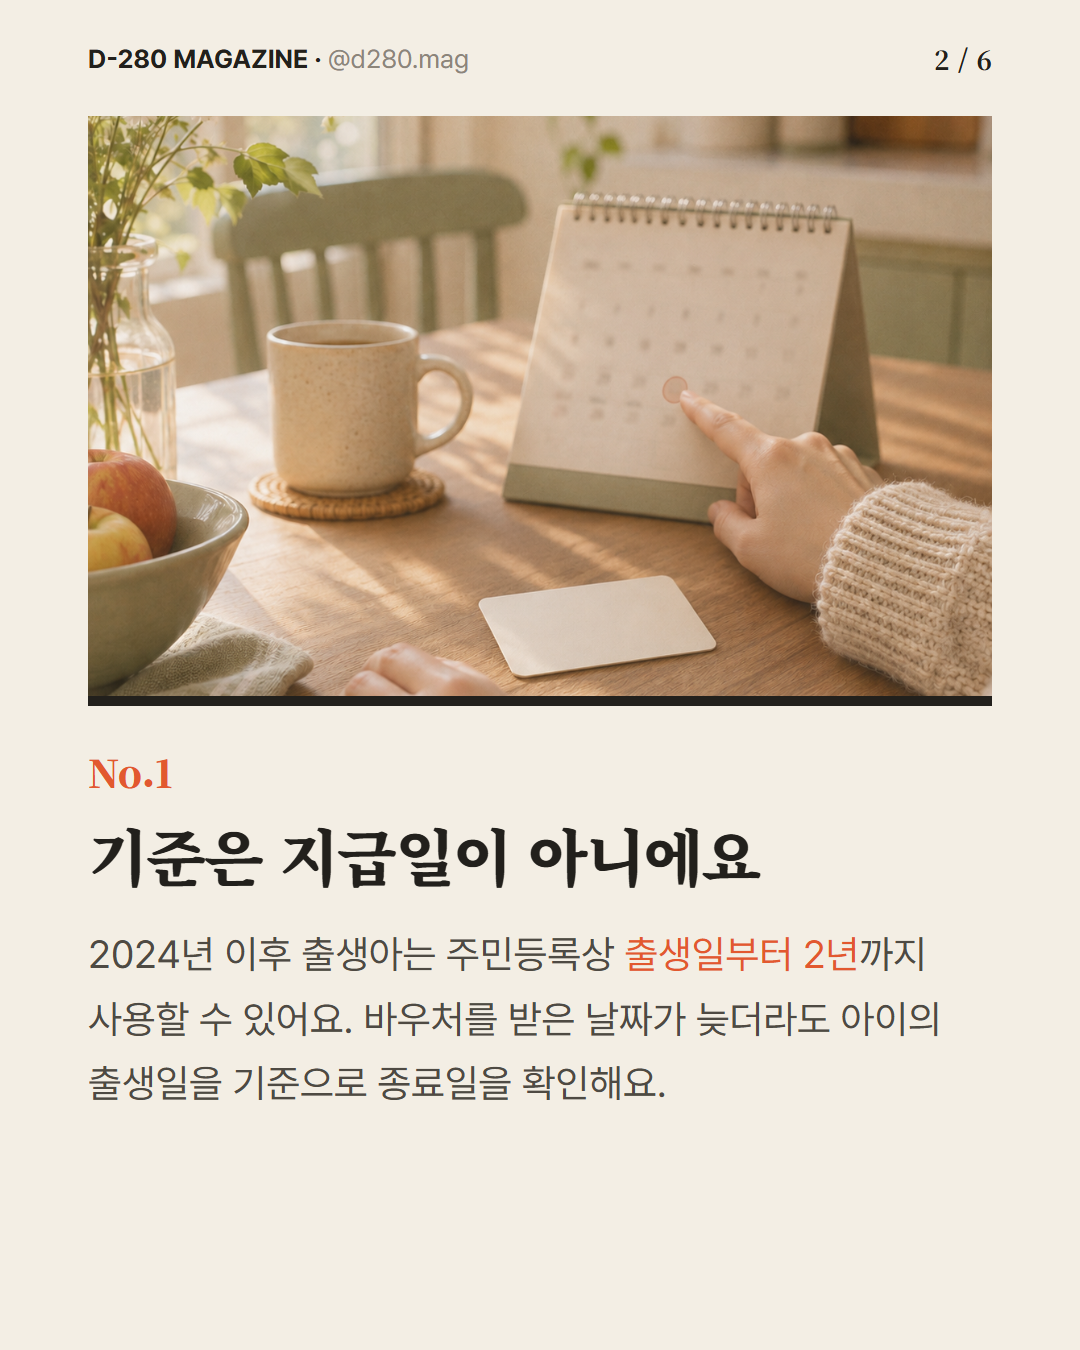 D-280 MAGAZINE · @d280.mag
2 / 6
No.1
기준은 지급일이 아니에요
2024년 이후 출생아는 주민등록상 출생일부터 2년까지
사용할 수 있어요. 바우처를 받은 날짜가 늦더라도 아이의
출생일을 기준으로 종료일을 확인해요.